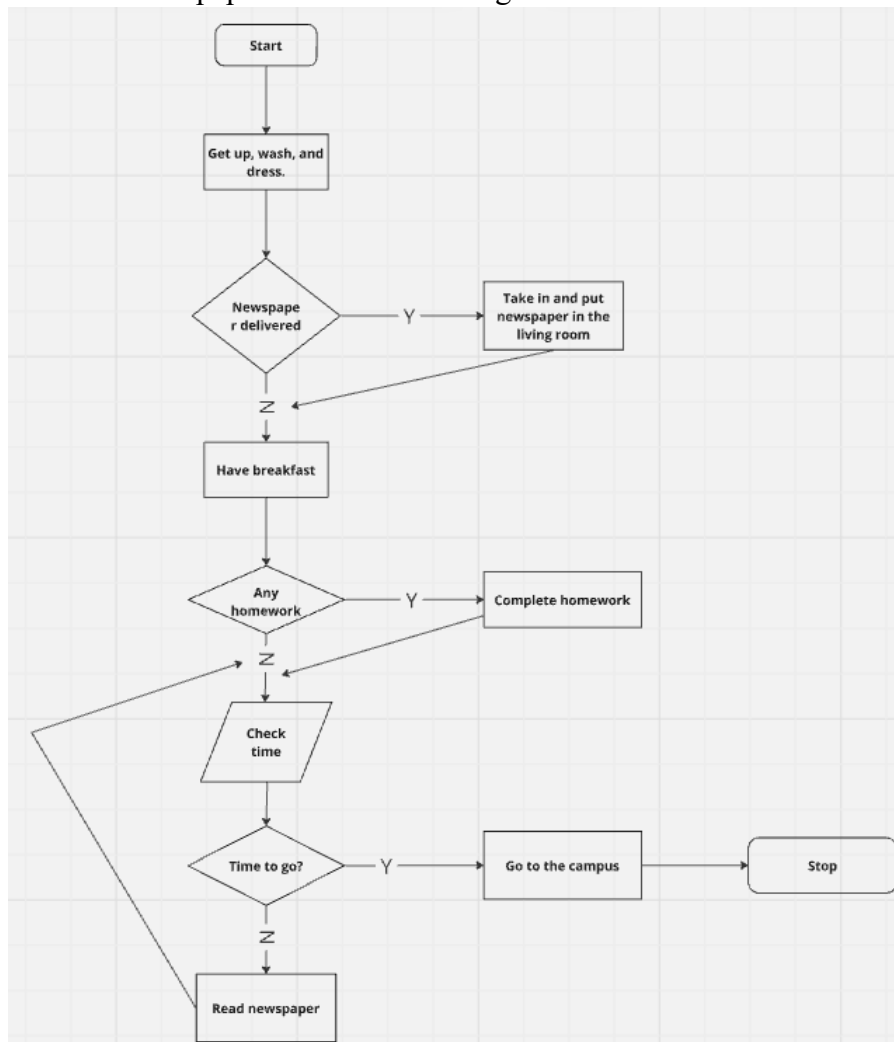 Start
Get up, wash, and
dress.
Newspape
r delivered
Y
Take in and put
newspaper in the
living room
N
Have breakfast
Any
homework
Y
Complete homework
N
Check
time
Time to go?
Y
Go to the campus
Stop
N
Read newspaper